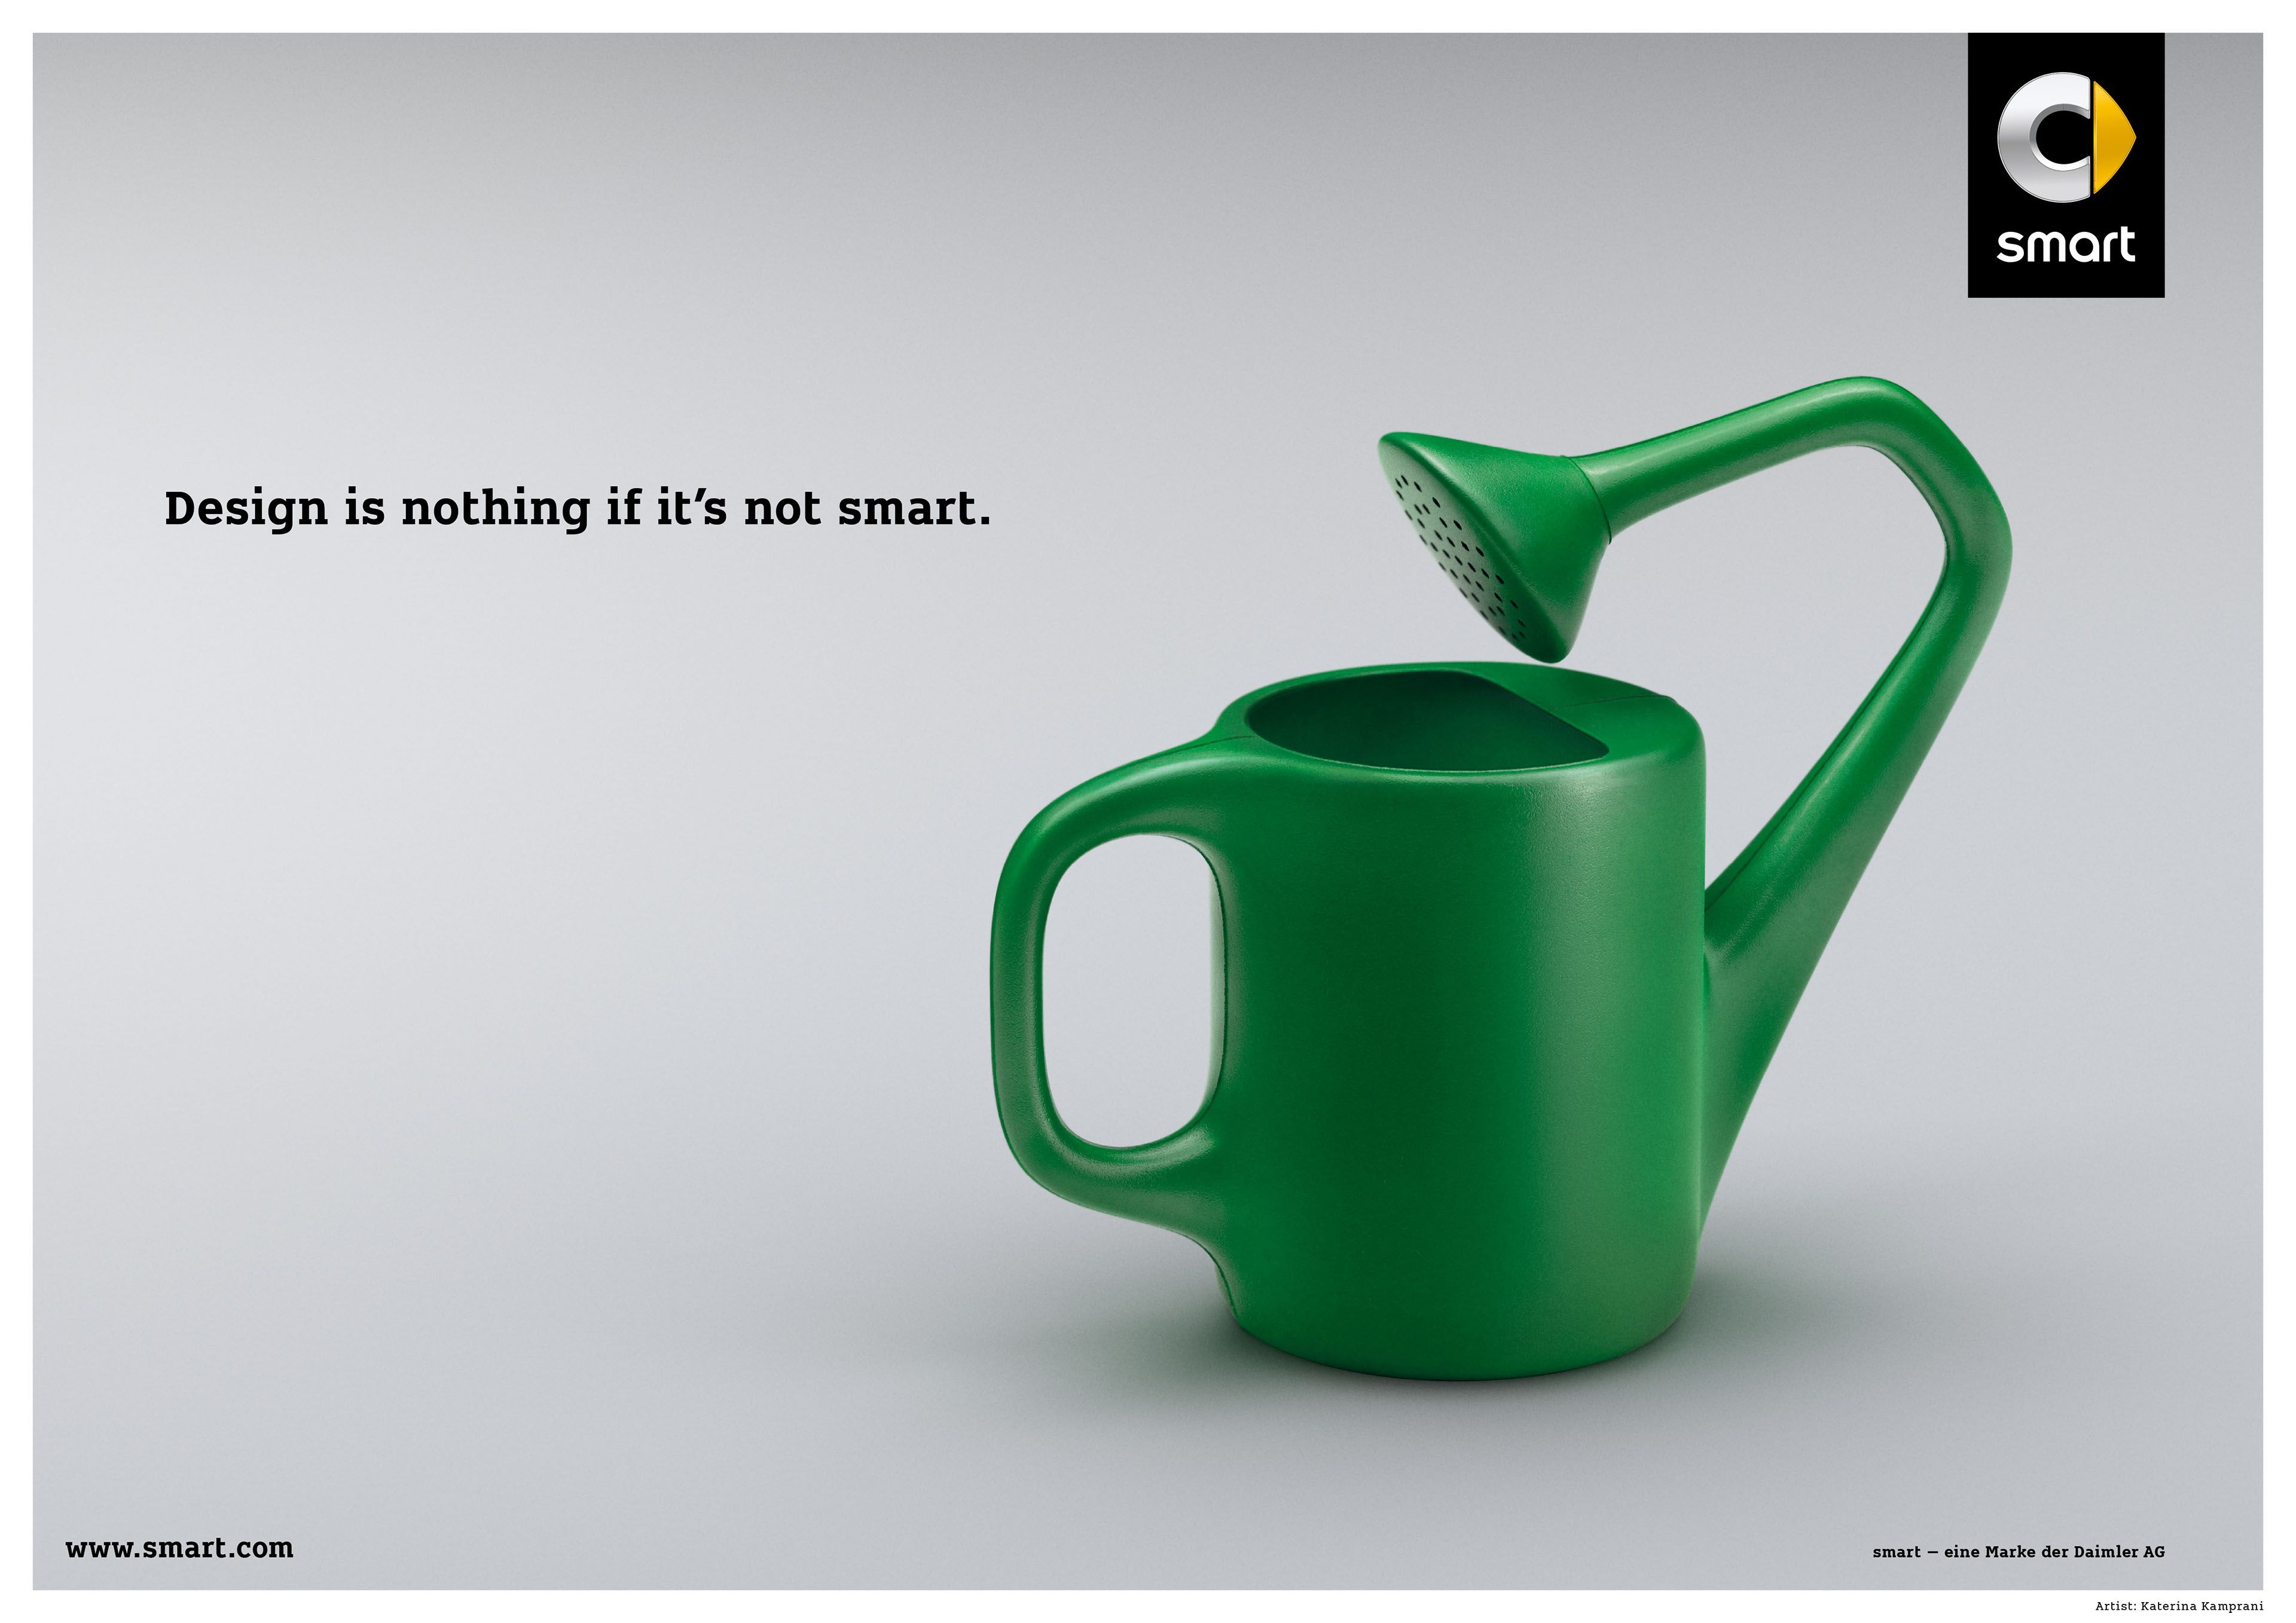 smart
Design is nothing if it’s not smart.
www.smart.com
smart – eine Marke der Daimler AG
Artist: Katerina Kamprani